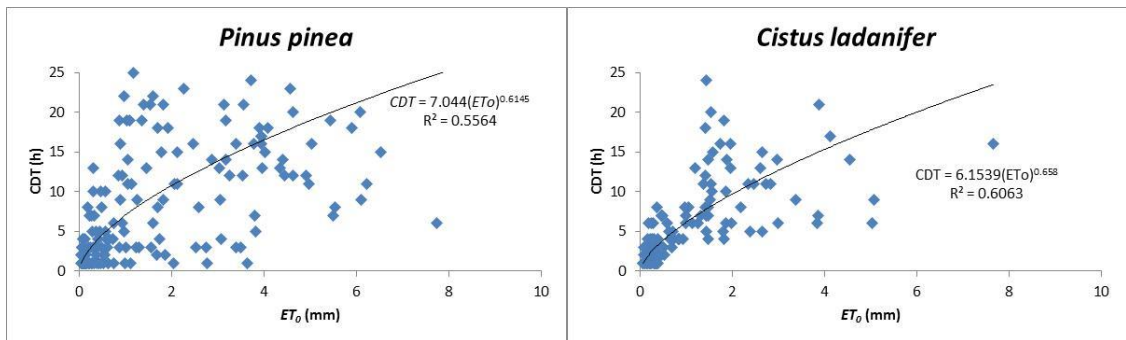 Pinus pinea
25
20
15
10
5
0
CDT (h)
CDT = 7.044(ETo)^0.6145
R² = 0.5564
0 2 4 6 8 10
ET₀ (mm)
Cistus ladanifer
25
20
15
10
5
0
CDT (h)
CDT = 6.1539(ETo)^0.658
R² = 0.6063
0 2 4 6 8 10
ET₀ (mm)